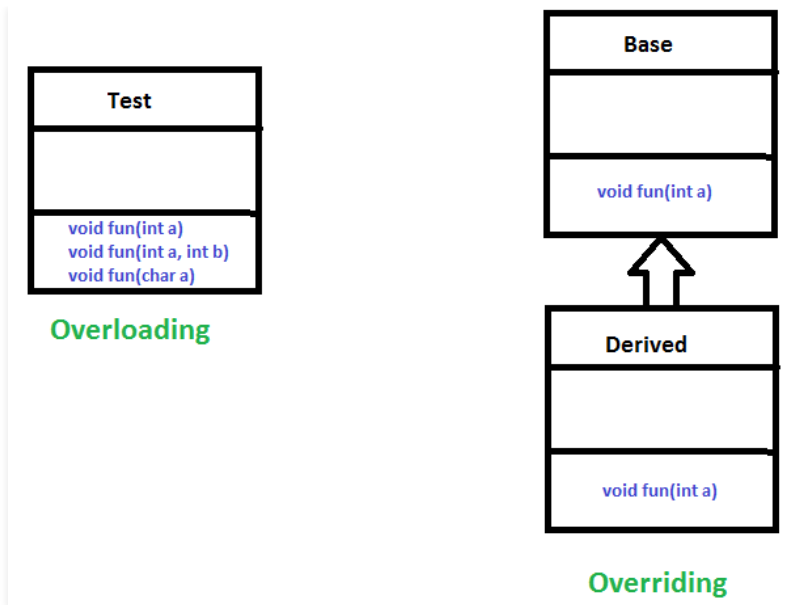 Test
void fun(int a)
void fun(int a, int b)
void fun(char a)
Overloading
Base
void fun(int a)
Derived
void fun(int a)
Overriding